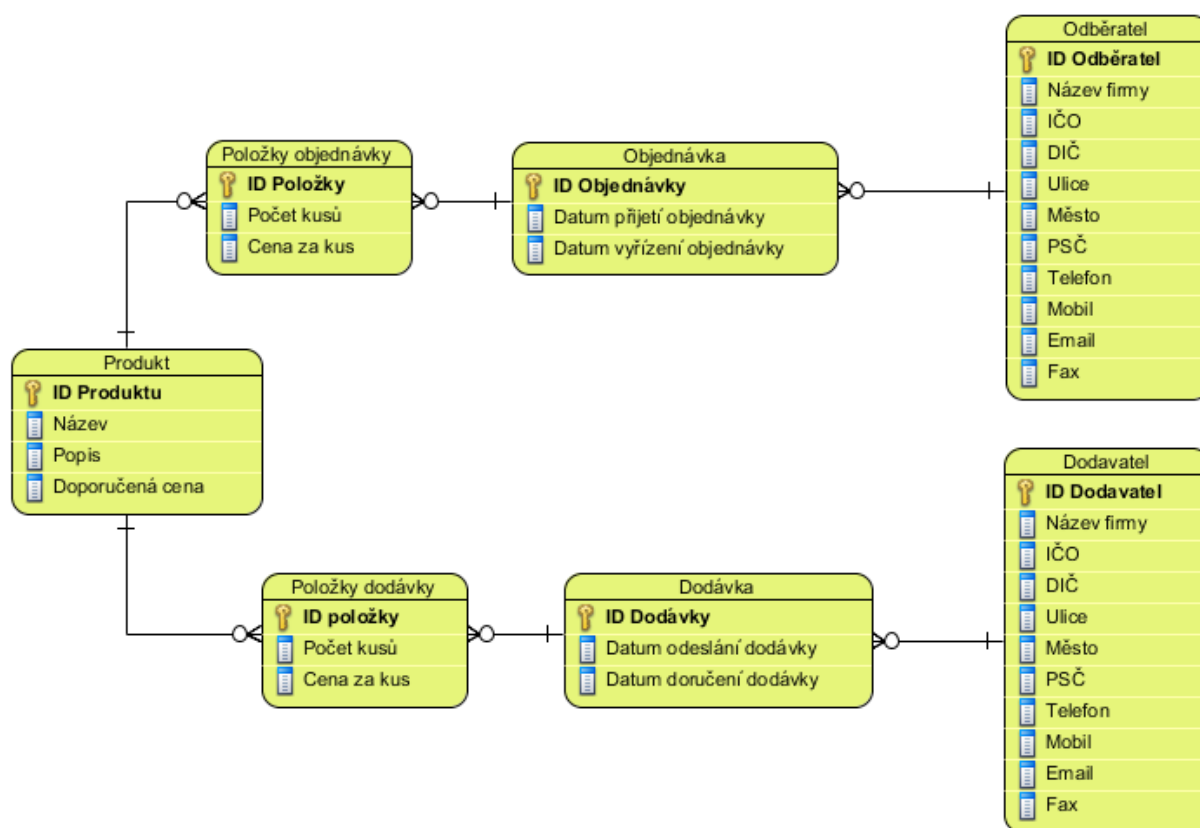 Odběratel
ID Odběratel
Název firmy
IČO
DIČ
Ulice
Město
PSČ
Telefon
Mobil
Email
Fax
Položky objednávky
ID Položky
Počet kusů
Cena za kus
Objednávka
ID Objednávky
Datum přijetí objednávky
Datum vyřízení objednávky
Produkt
ID Produktu
Název
Popis
Doporučená cena
Dodavatel
ID Dodavatel
Název firmy
IČO
DIČ
Ulice
Město
PSČ
Telefon
Mobil
Email
Fax
Položky dodávky
ID položky
Počet kusů
Cena za kus
Dodávka
ID Dodávky
Datum odeslání dodávky
Datum doručení dodávky